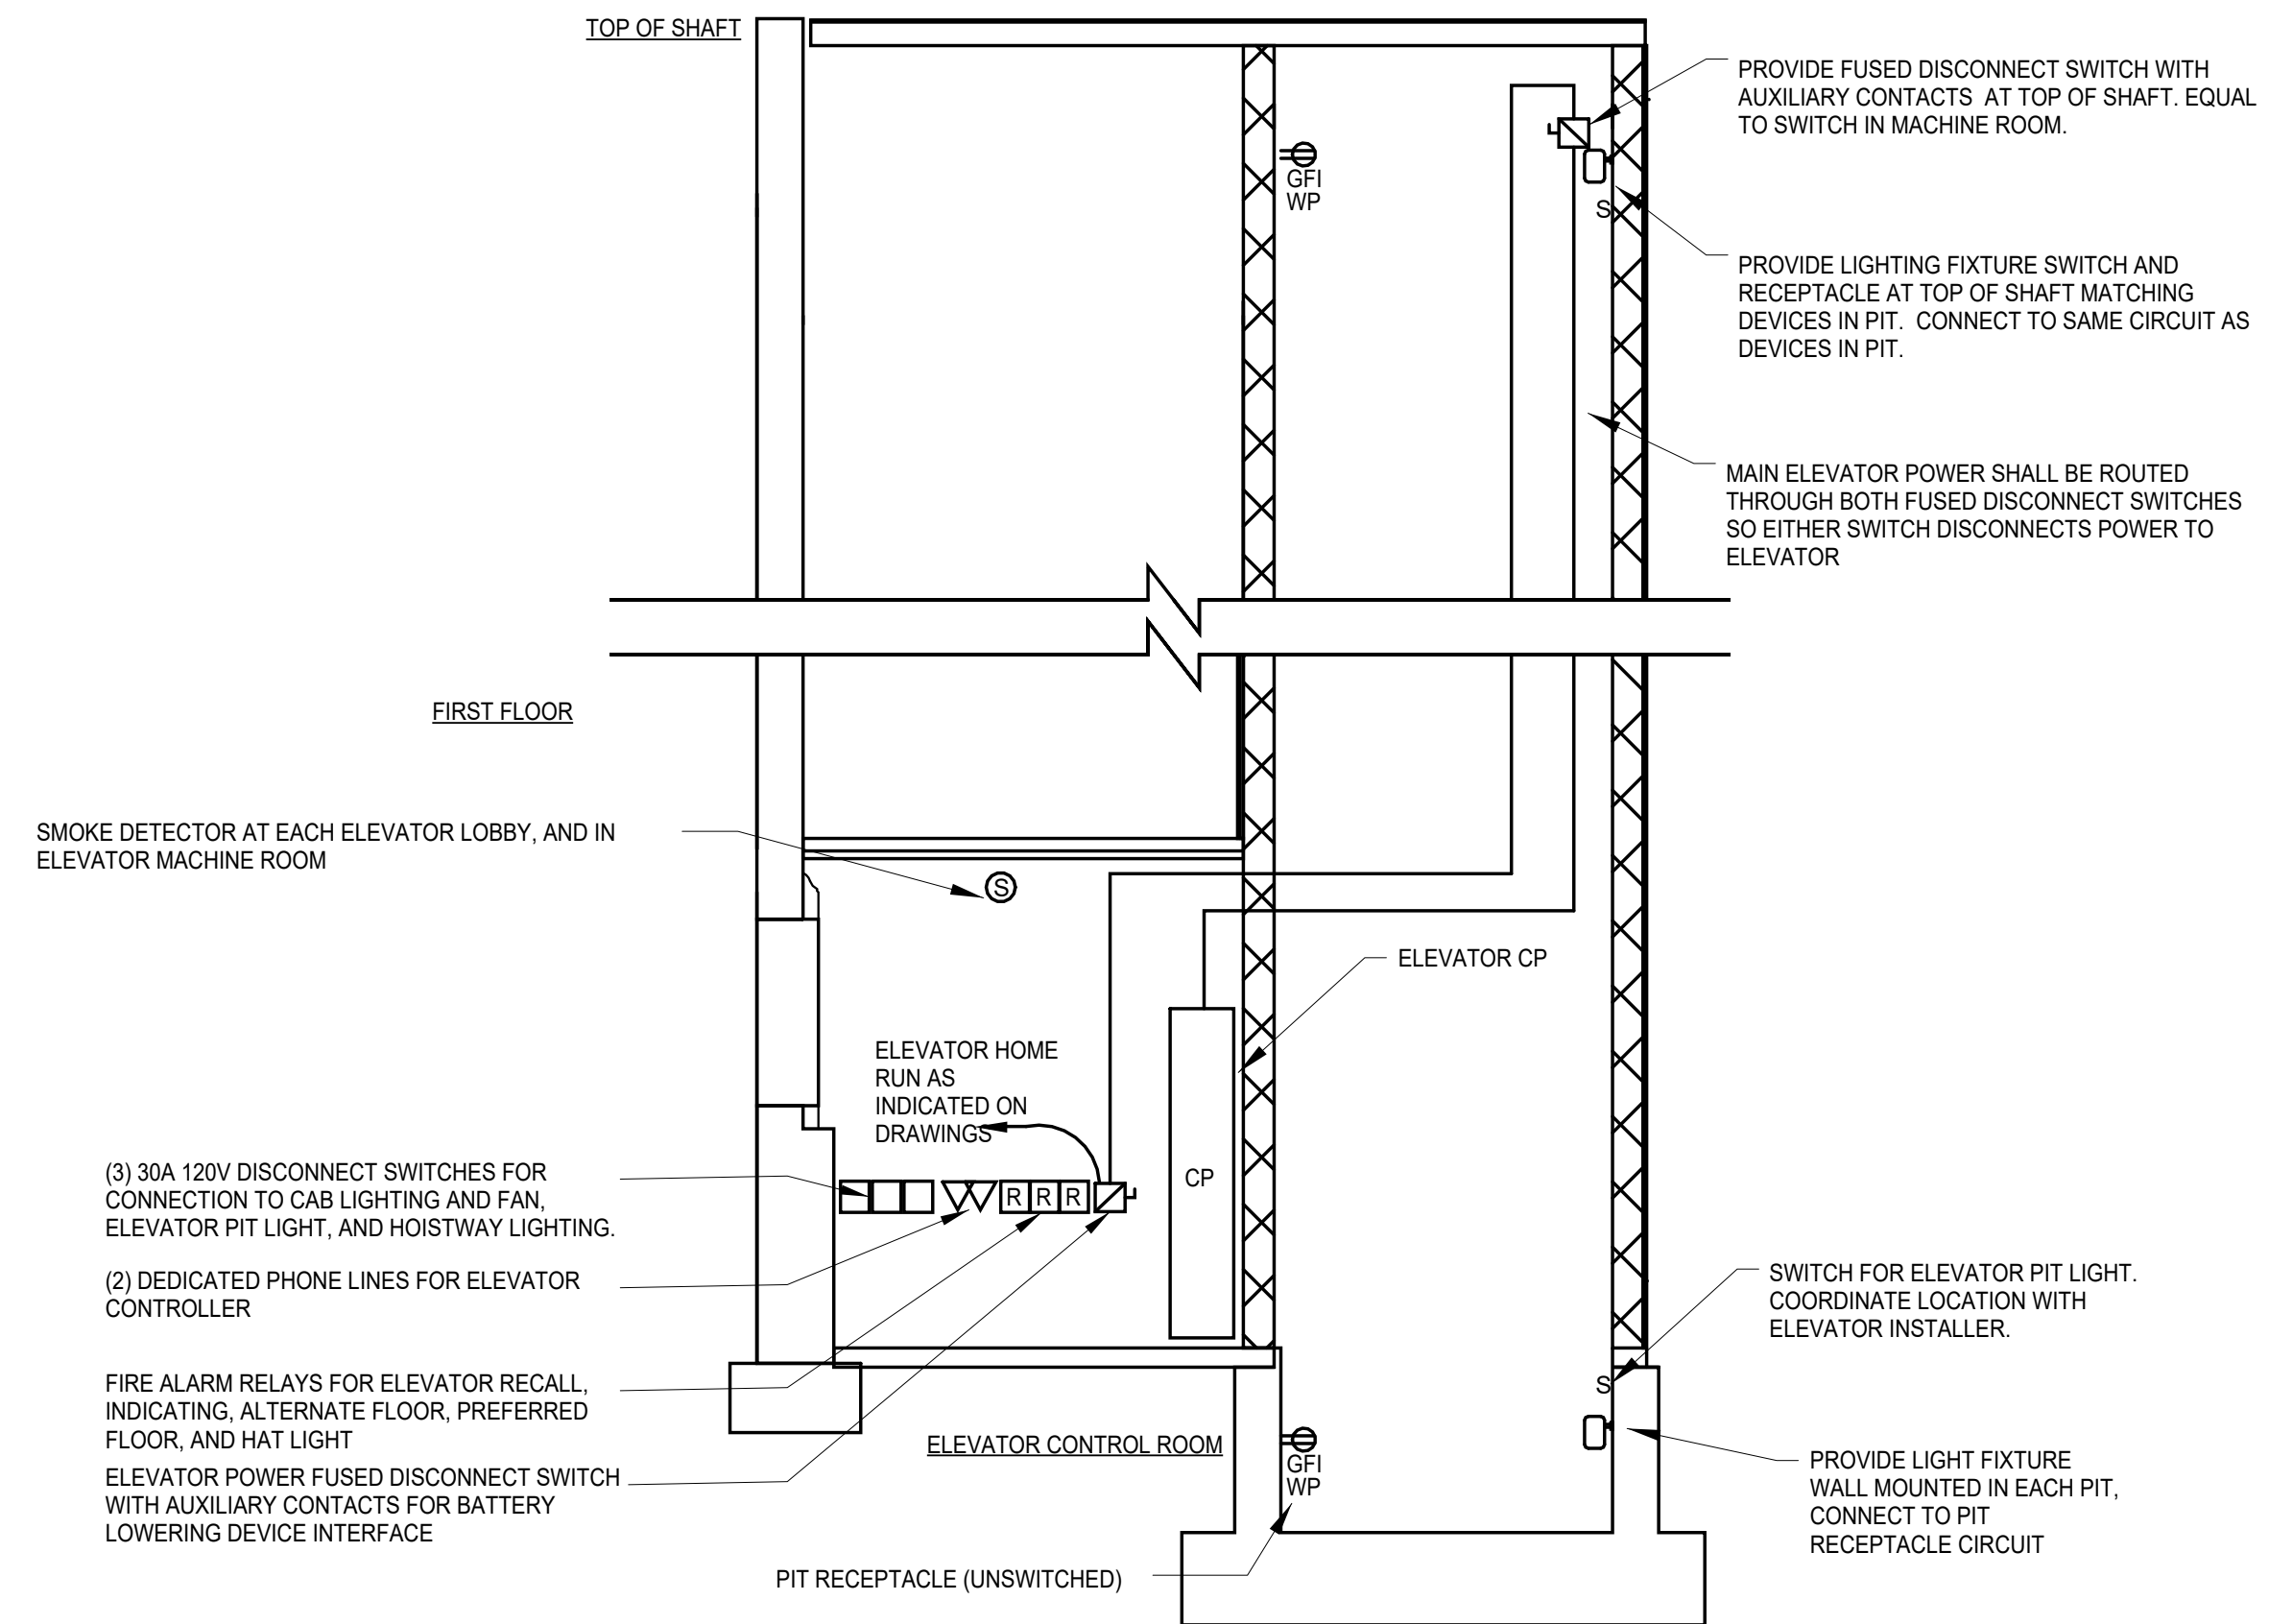 TOP OF SHAFT
PROVIDE FUSED DISCONNECT SWITCH WITH
AUXILIARY CONTACTS  AT TOP OF SHAFT. EQUAL
TO SWITCH IN MACHINE ROOM.
GFI
WP
S
PROVIDE LIGHTING FIXTURE SWITCH AND
RECEPTACLE AT TOP OF SHAFT MATCHING
DEVICES IN PIT.  CONNECT TO SAME CIRCUIT AS
DEVICES IN PIT.
MAIN ELEVATOR POWER SHALL BE ROUTED
THROUGH BOTH FUSED DISCONNECT SWITCHES
SO EITHER SWITCH DISCONNECTS POWER TO
ELEVATOR
FIRST FLOOR
SMOKE DETECTOR AT EACH ELEVATOR LOBBY, AND IN
ELEVATOR MACHINE ROOM
S
ELEVATOR CP
ELEVATOR HOME
RUN AS
INDICATED ON
DRAWINGS
(3) 30A 120V DISCONNECT SWITCHES FOR
CONNECTION TO CAB LIGHTING AND FAN,
ELEVATOR PIT LIGHT, AND HOISTWAY LIGHTING.
R R R
CP
(2) DEDICATED PHONE LINES FOR ELEVATOR
CONTROLLER
SWITCH FOR ELEVATOR PIT LIGHT.
COORDINATE LOCATION WITH
ELEVATOR INSTALLER.
FIRE ALARM RELAYS FOR ELEVATOR RECALL,
INDICATING, ALTERNATE FLOOR, PREFERRED
FLOOR, AND HAT LIGHT
S
ELEVATOR CONTROL ROOM
GFI
WP
ELEVATOR POWER FUSED DISCONNECT SWITCH
WITH AUXILIARY CONTACTS FOR BATTERY
LOWERING DEVICE INTERFACE
PROVIDE LIGHT FIXTURE
WALL MOUNTED IN EACH PIT,
CONNECT TO PIT
RECEPTACLE CIRCUIT
PIT RECEPTACLE (UNSWITCHED)